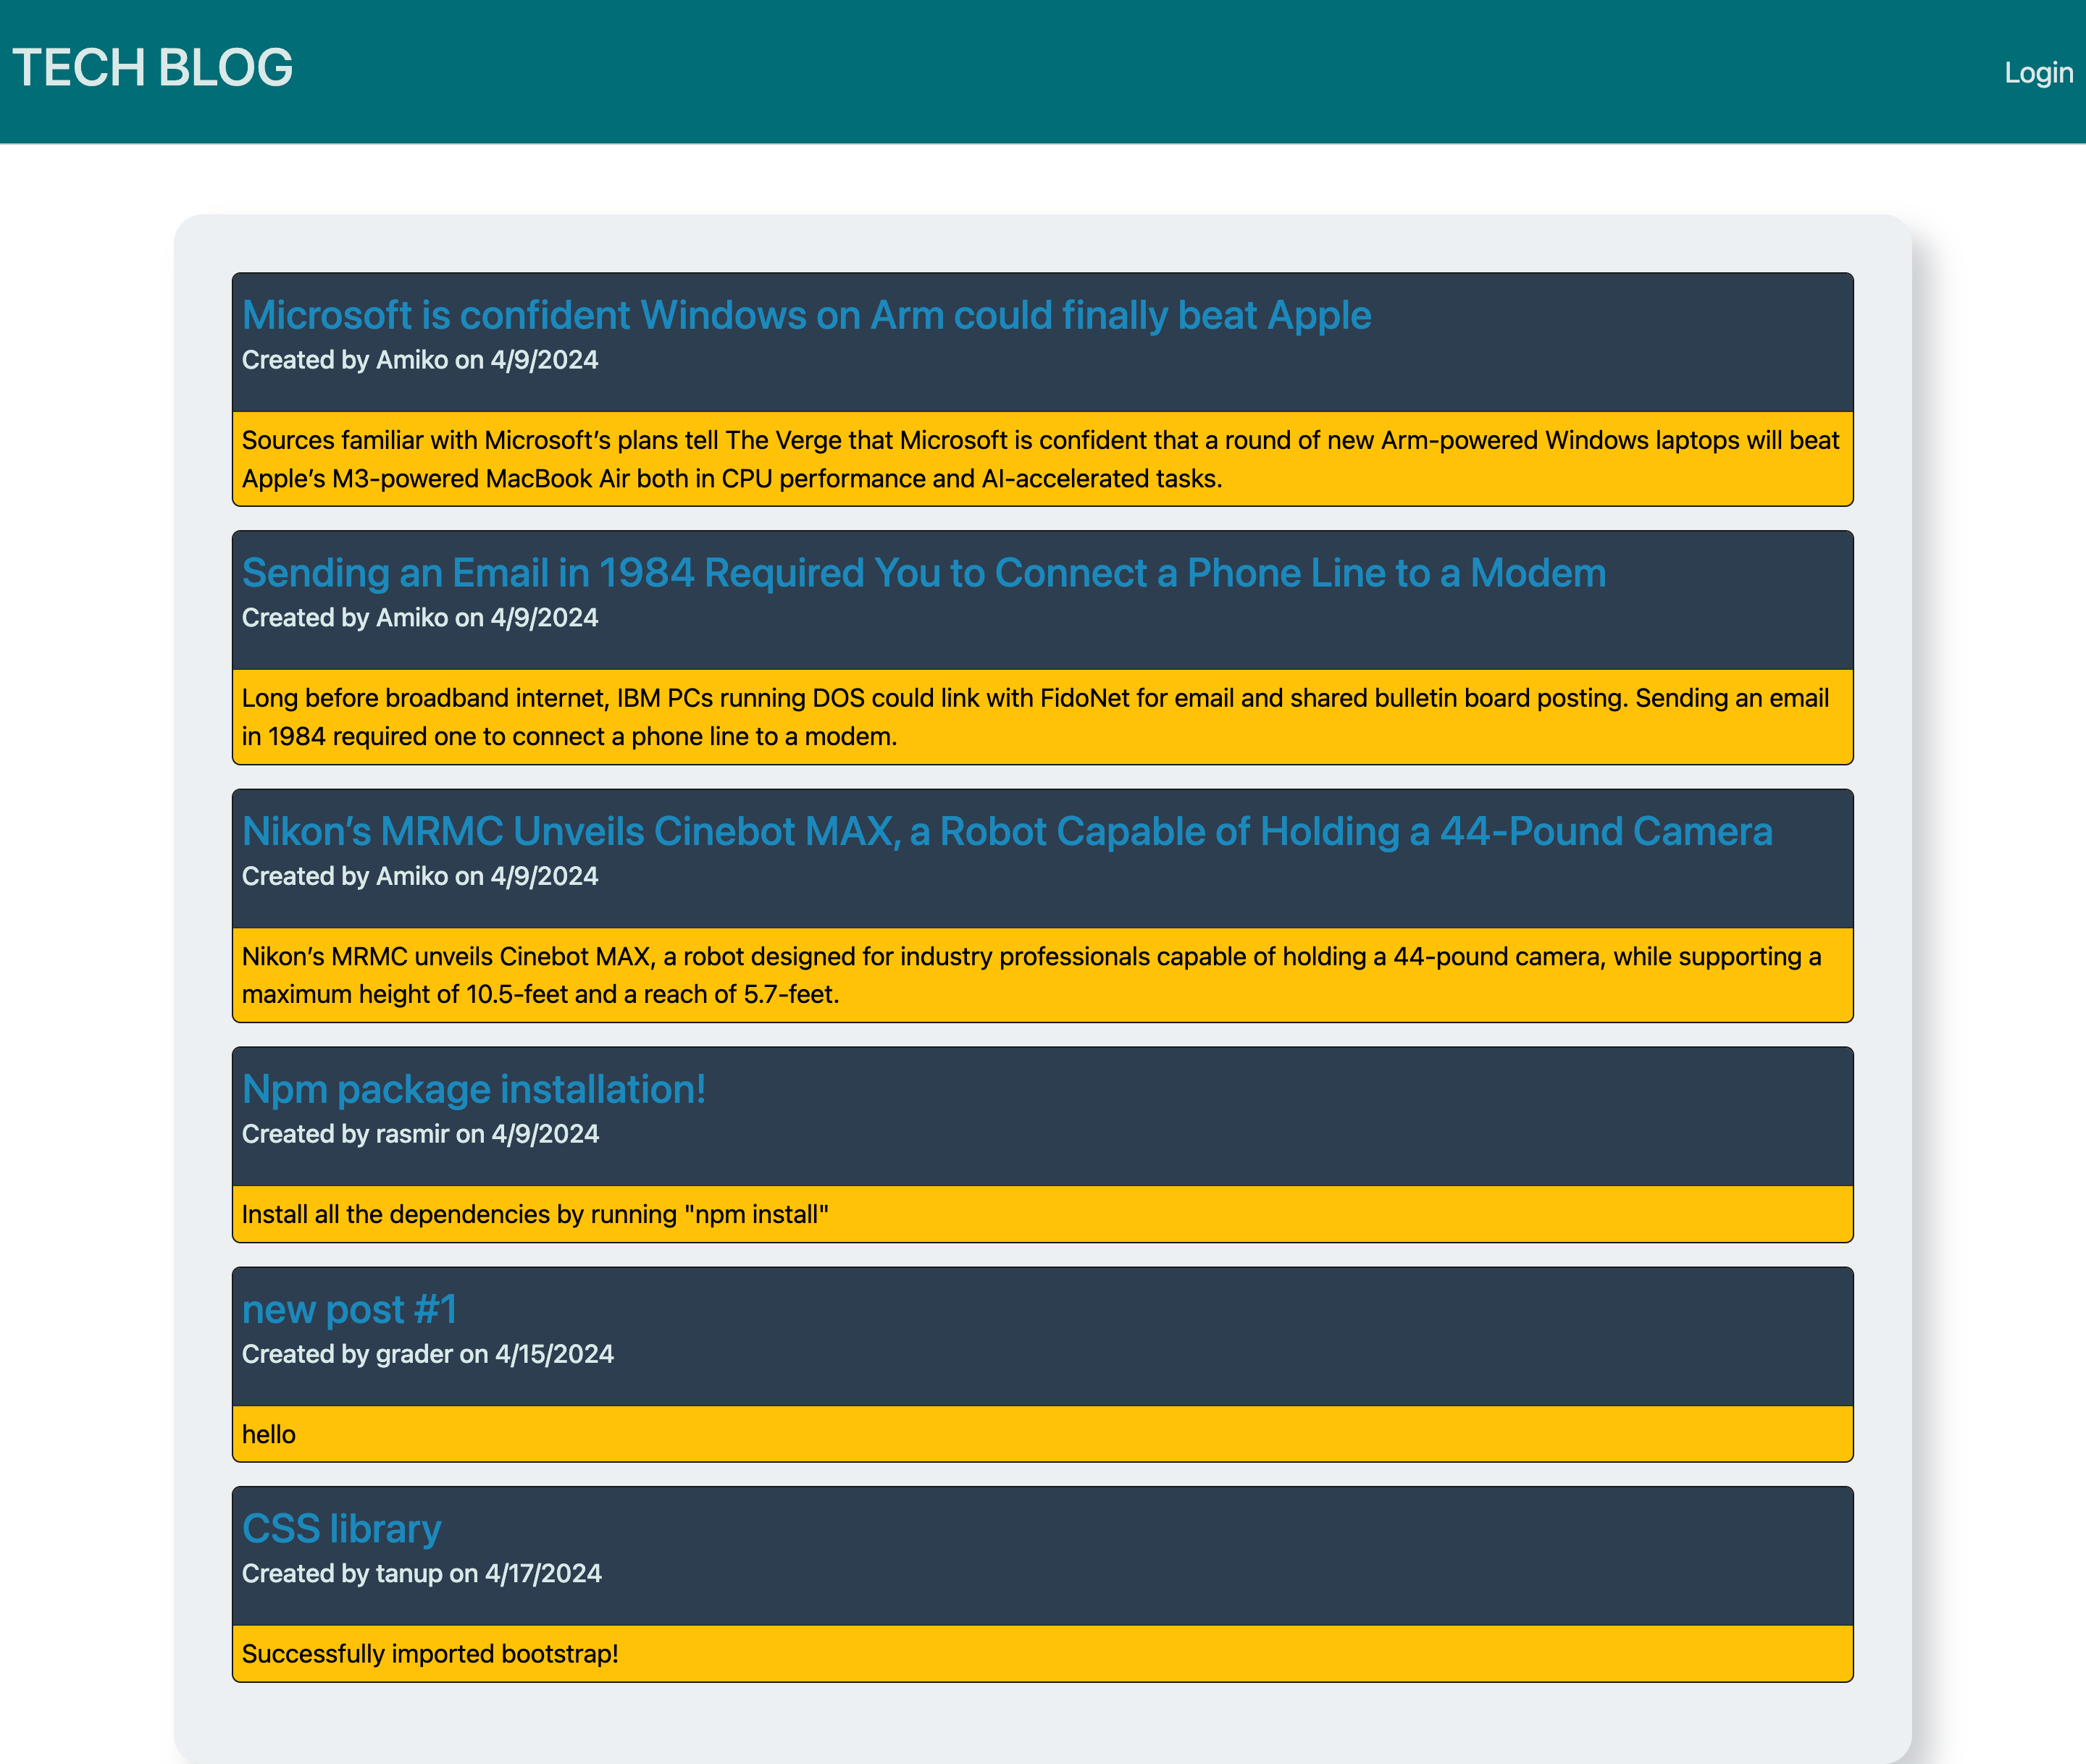 TECH BLOG
Login
Microsoft is confident Windows on Arm could finally beat Apple
Created by Amiko on 4/9/2024
Sources familiar with Microsoft’s plans tell The Verge that Microsoft is confident that a round of new Arm-powered Windows laptops will beat
Apple’s M3-powered MacBook Air both in CPU performance and AI-accelerated tasks.
Sending an Email in 1984 Required You to Connect a Phone Line to a Modem
Created by Amiko on 4/9/2024
Long before broadband internet, IBM PCs running DOS could link with FidoNet for email and shared bulletin board posting. Sending an email
in 1984 required one to connect a phone line to a modem.
Nikon’s MRMC Unveils Cinebot MAX, a Robot Capable of Holding a 44-Pound Camera
Created by Amiko on 4/9/2024
Nikon’s MRMC unveils Cinebot MAX, a robot designed for industry professionals capable of holding a 44-pound camera, while supporting a
maximum height of 10.5-feet and a reach of 5.7-feet.
Npm package installation!
Created by rasmir on 4/9/2024
Install all the dependencies by running "npm install"
new post #1
Created by grader on 4/15/2024
hello
CSS library
Created by tanup on 4/17/2024
Successfully imported bootstrap!